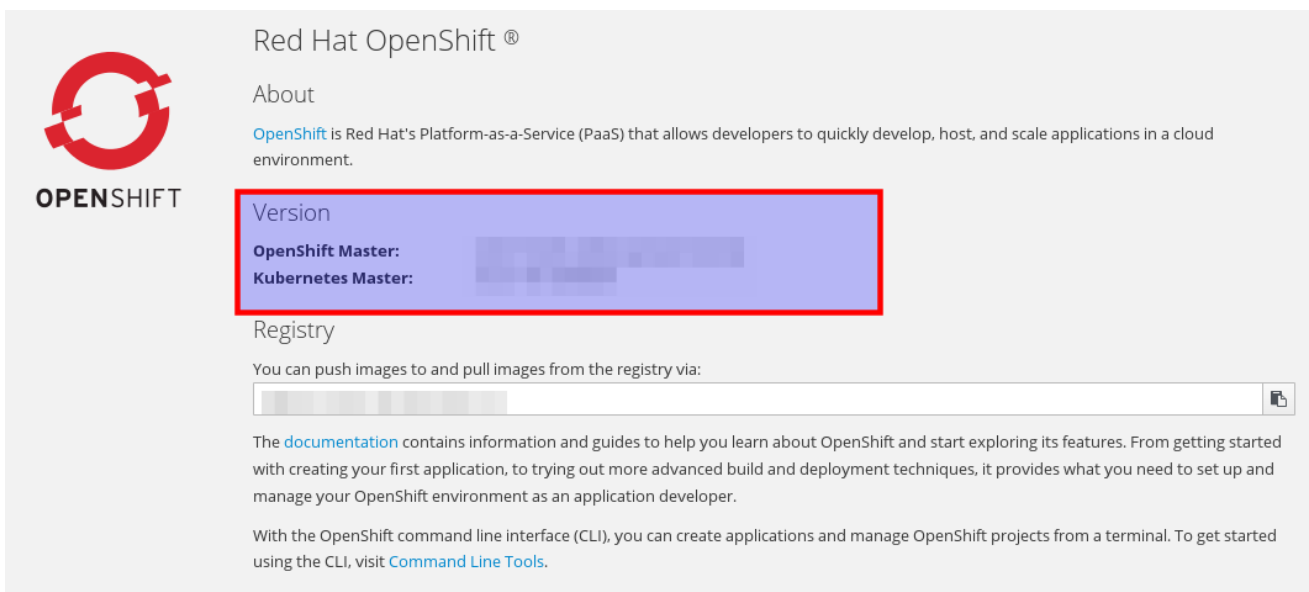 Red Hat OpenShift ®
About
OpenShift is Red Hat's Platform-as-a-Service (PaaS) that allows developers to quickly develop, host, and scale applications in a cloud
environment.
OPENSHIFT
Version
OpenShift Master:
Kubernetes Master:
Registry
You can push images to and pull images from the registry via:
The documentation contains information and guides to help you learn about OpenShift and start exploring its features. From getting started
with creating your first application, to trying out more advanced build and deployment techniques, it provides what you need to set up and
manage your OpenShift environment as an application developer.
With the OpenShift command line interface (CLI), you can create applications and manage OpenShift projects from a terminal. To get started
using the CLI, visit Command Line Tools.